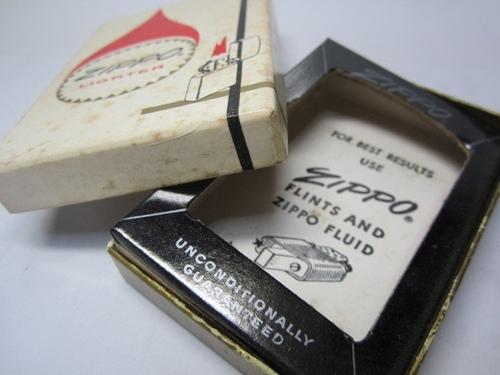 ZIPPO
LIGHTER
ZIPPO
FOR BEST RESULTS
USE
ZIPPO®
FLINTS AND
ZIPPO FLUID
UNCONDITIONALLY
GUARANTEED